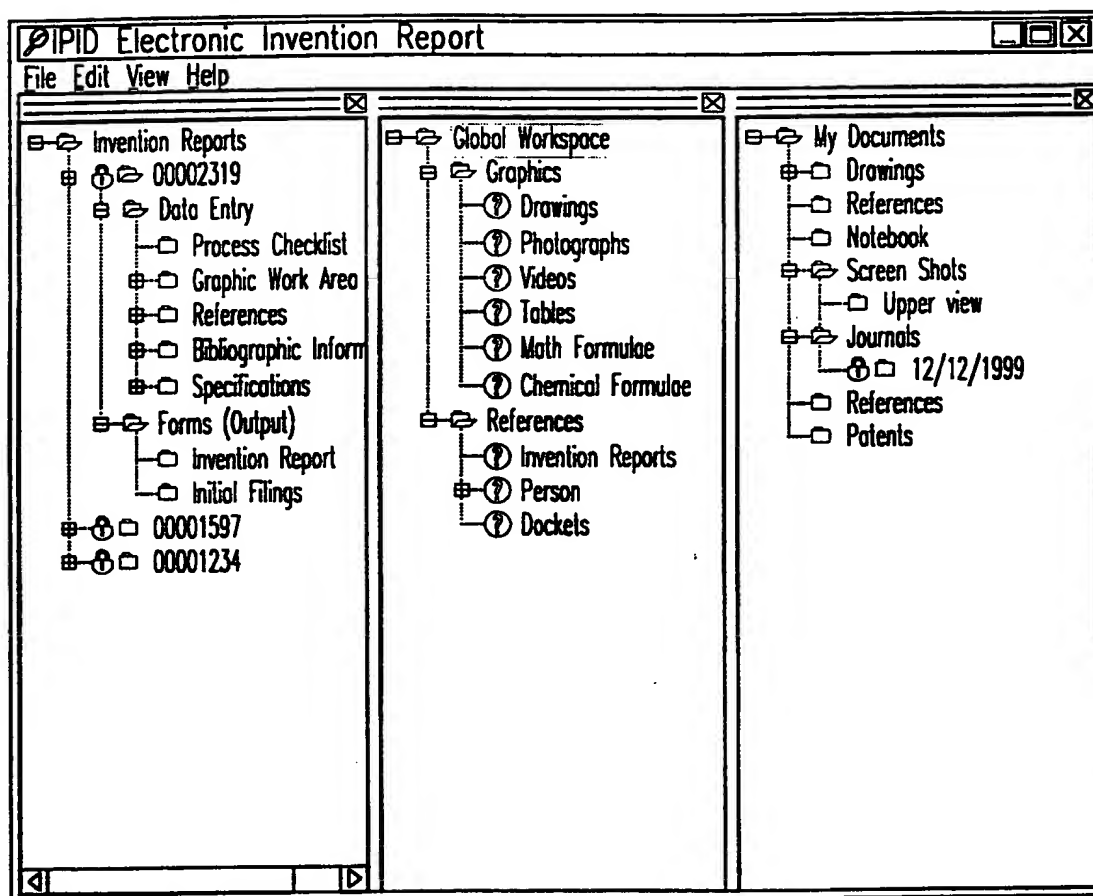 IPID Electronic Invention Report
File Edit View Help
Invention Reports
00002319
Data Entry
Process Checklist
Graphic Work Area
References
Bibliographic Inform
Specifications
Forms (Output)
Invention Report
Initial Filings
00001597
00001234
Global Workspace
Graphics
Drawings
Photographs
Videos
Tables
Math Formulae
Chemical Formulae
References
Invention Reports
Person
Dockets
My Documents
Drawings
References
Notebook
Screen Shots
Upper view
Journals
12/12/1999
References
Patents